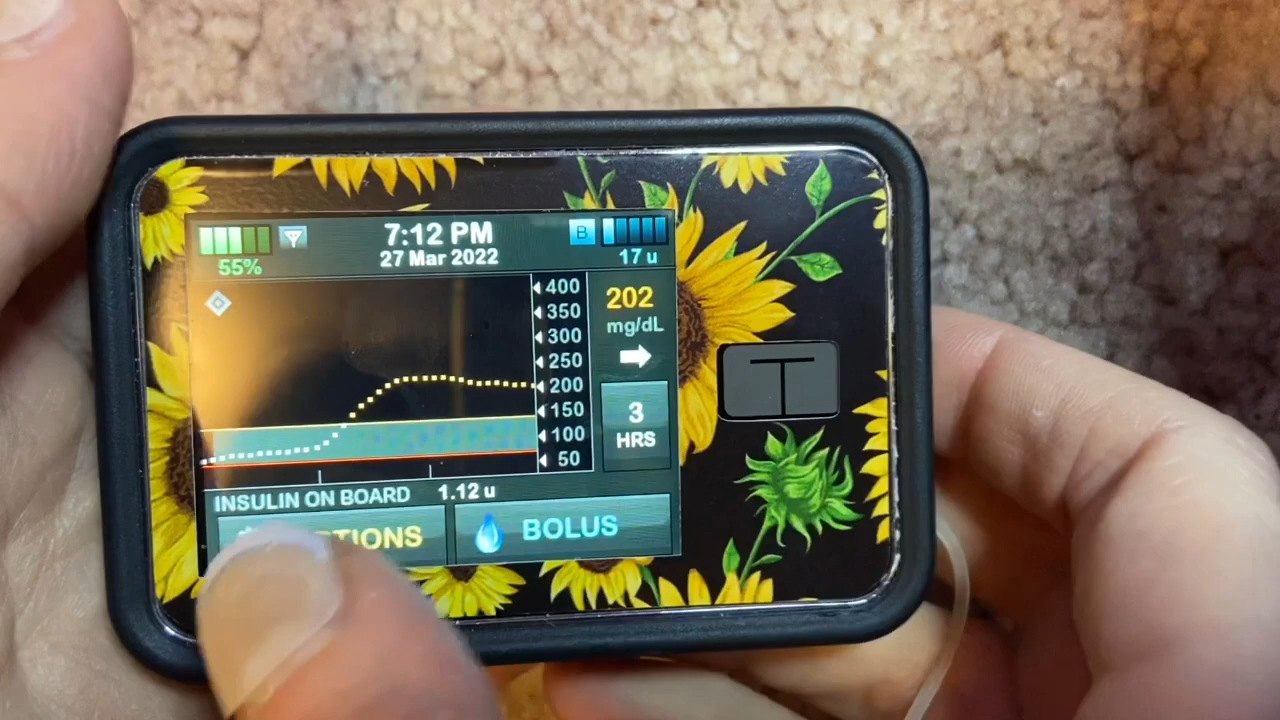 7:12 PM
B
55%
27 Mar 2022
17 u
400
350
300
250
200
150
100
50
202
mg/dL
3
HRS
INSULIN ON BOARD 1.12 u
BOLUS